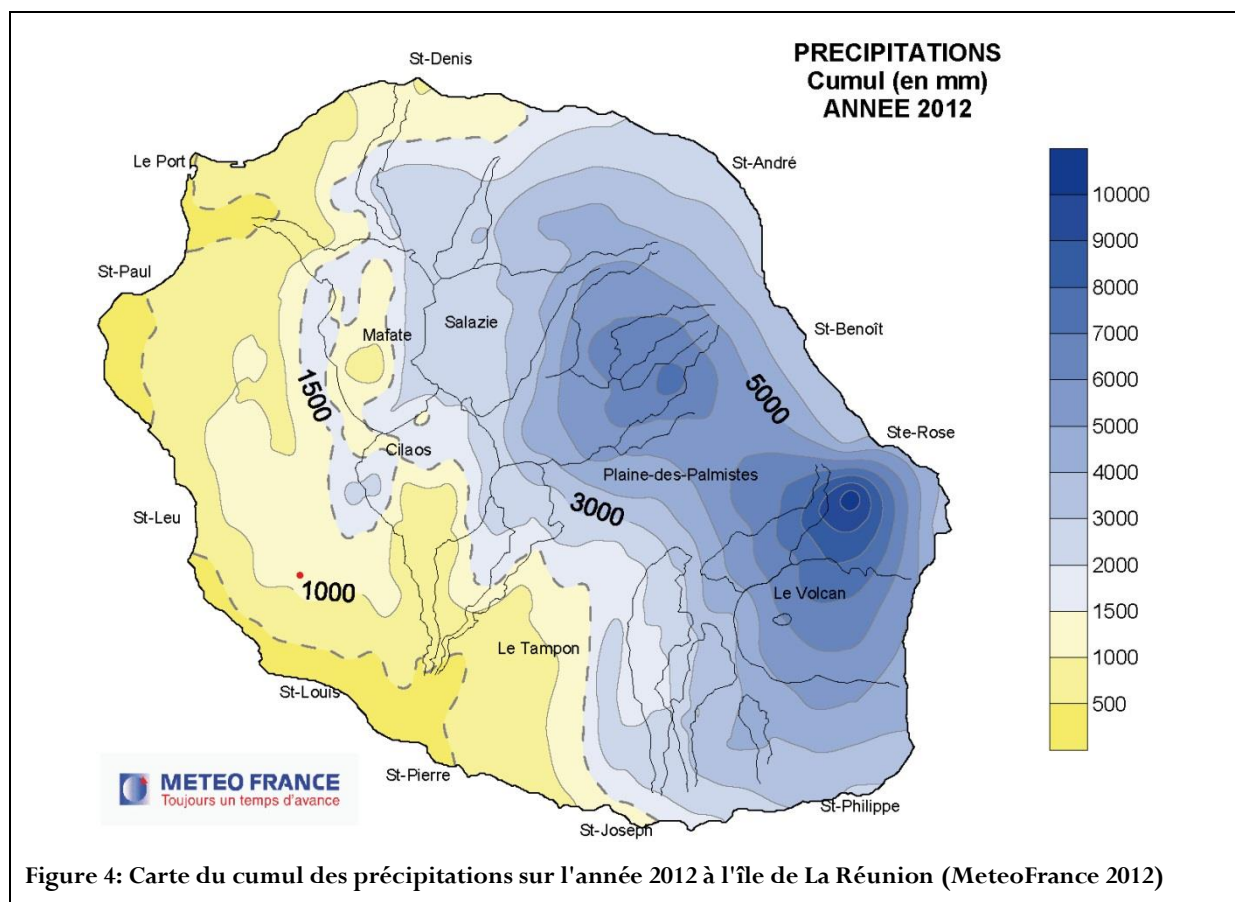 PRECIPITATIONS
Cumul (en mm)
ANNEE 2012
St-Denis
Le Port
St-André
St-Paul
St-Benoît
Mafate
Salazie
1500
5000
Ste-Rose
Cilaos
Plaine-des-Palmistes
St-Leu
3000
1000
Le Volcan
Le Tampon
St-Louis
St-Pierre
St-Philippe
St-Joseph
10000
9000
8000
7000
6000
5000
4000
3000
2000
1500
1000
500
METEO FRANCE
Toujours un temps d'avance
Figure 4: Carte du cumul des précipitations sur l'année 2012 à l'île de La Réunion (MeteoFrance 2012)